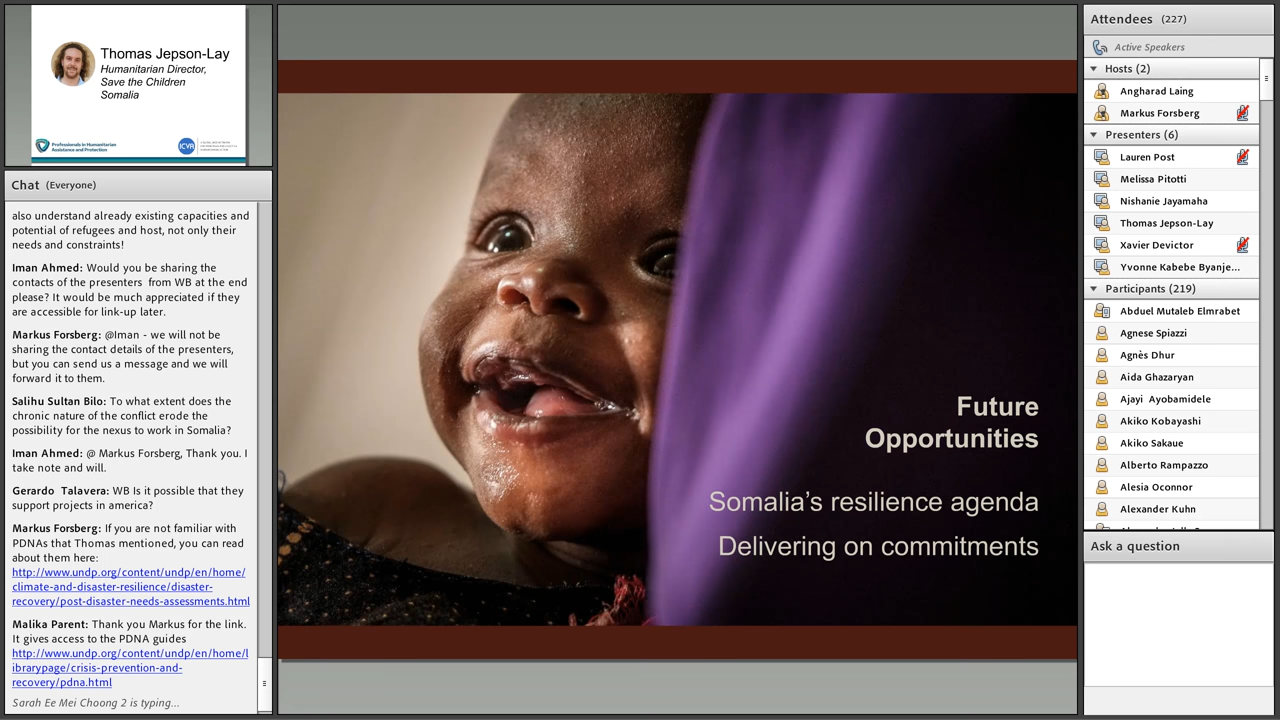 Thomas Jepson-Lay
Humanitarian Director,
Save the Children
Somalia
Professionals in Humanitarian
Assistance and Protection
ICVA
Chat (Everyone)
also understand already existing capacities and
potential of refugees and host, not only their
needs and constraints!
Iman Ahmed: Would you be sharing the
contacts of the presenters from WB at the end
please? It would be much appreciated if they
are accessible for link-up later.
Markus Forsberg: @Iman - we will not be
sharing the contact details of the presenters,
but you can send us a message and we will
forward it to them.
Salihu Sultan Bilo: To what extent does the
chronic nature of the conflict erode the
possibility for the nexus to work in Somalia?
Iman Ahmed: @ Markus Forsberg, Thank you. I
take note and will.
Gerardo Talavera: WB Is it possible that they
support projects in america?
Markus Forsberg: If you are not familiar with
PDNAs that Thomas mentioned, you can read
about them here:
http://www.undp.org/content/undp/en/home/
climate-and-disaster-resilience/disaster-
recovery/post-disaster-needs-assessments.html
Malika Parent: Thank you Markus for the link.
It gives access to the PDNA guides
http://www.undp.org/content/undp/en/home/l
ibrarypage/crisis-prevention-and-
recovery/pdna.html
Sarah Ee Mei Choong 2 is typing...
Future
Opportunities
Somalia’s resilience agenda
Delivering on commitments
Attendees (227)
Active Speakers
Hosts (2)
Angharad Laing
Markus Forsberg
Presenters (6)
Lauren Post
Melissa Pitotti
Nishanie Jayamaha
Thomas Jepson-Lay
Xavier Devictor
Yvonne Kabebe Byanje...
Participants (219)
Abduel Mutaleb Elmrabet
Agnese Spiazzi
Agnès Dhur
Aida Ghazaryan
Ajayi Ayobamidele
Akiko Kobayashi
Akiko Sakaue
Alberto Rampazzo
Alesia Oconnor
Alexander Kuhn
Ask a question